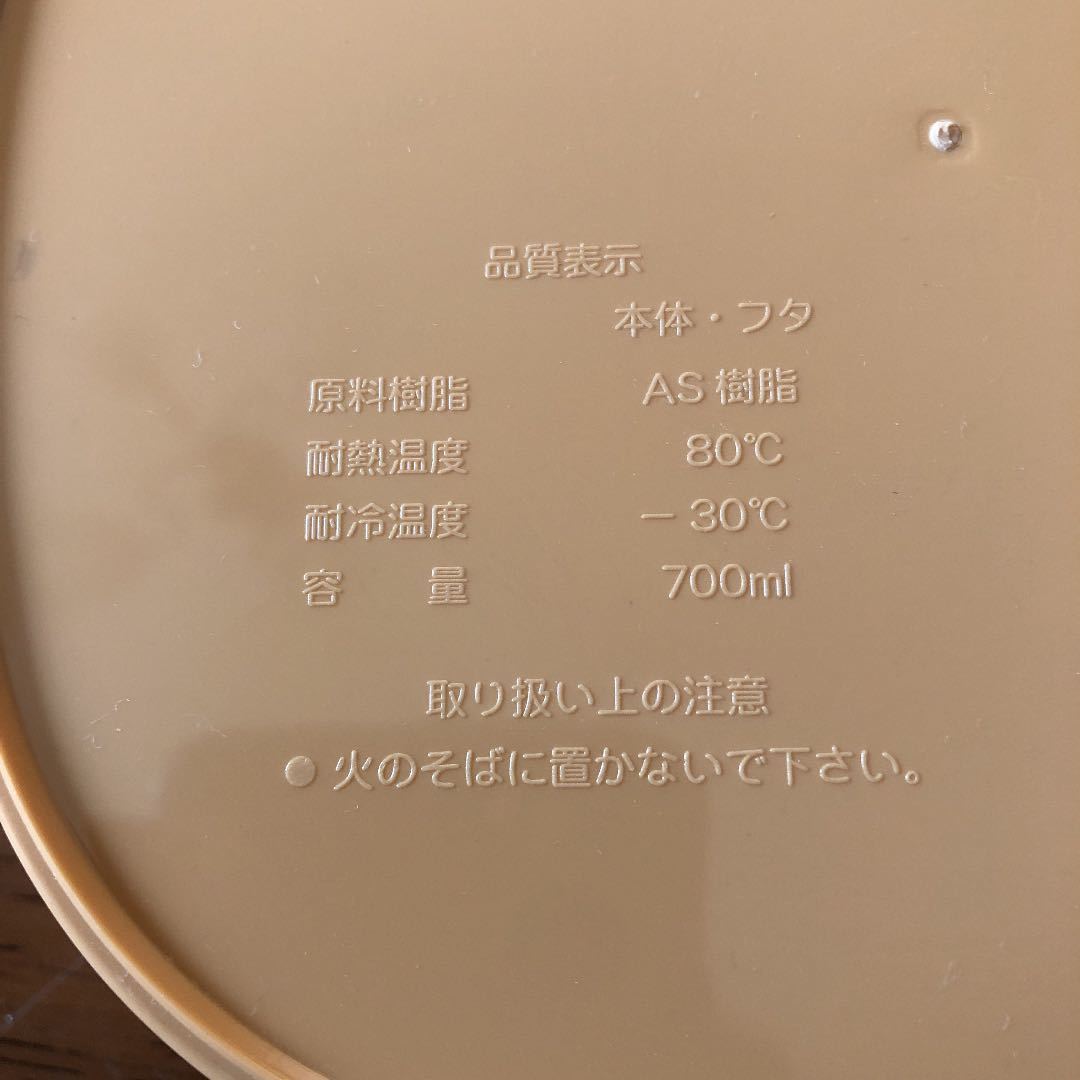 品質表示
本体・フタ
原料樹脂 AS樹脂
耐熱温度 80℃
耐冷温度 −30℃
容量 700ml
取り扱い上の注意
●火のそばに置かないで下さい。